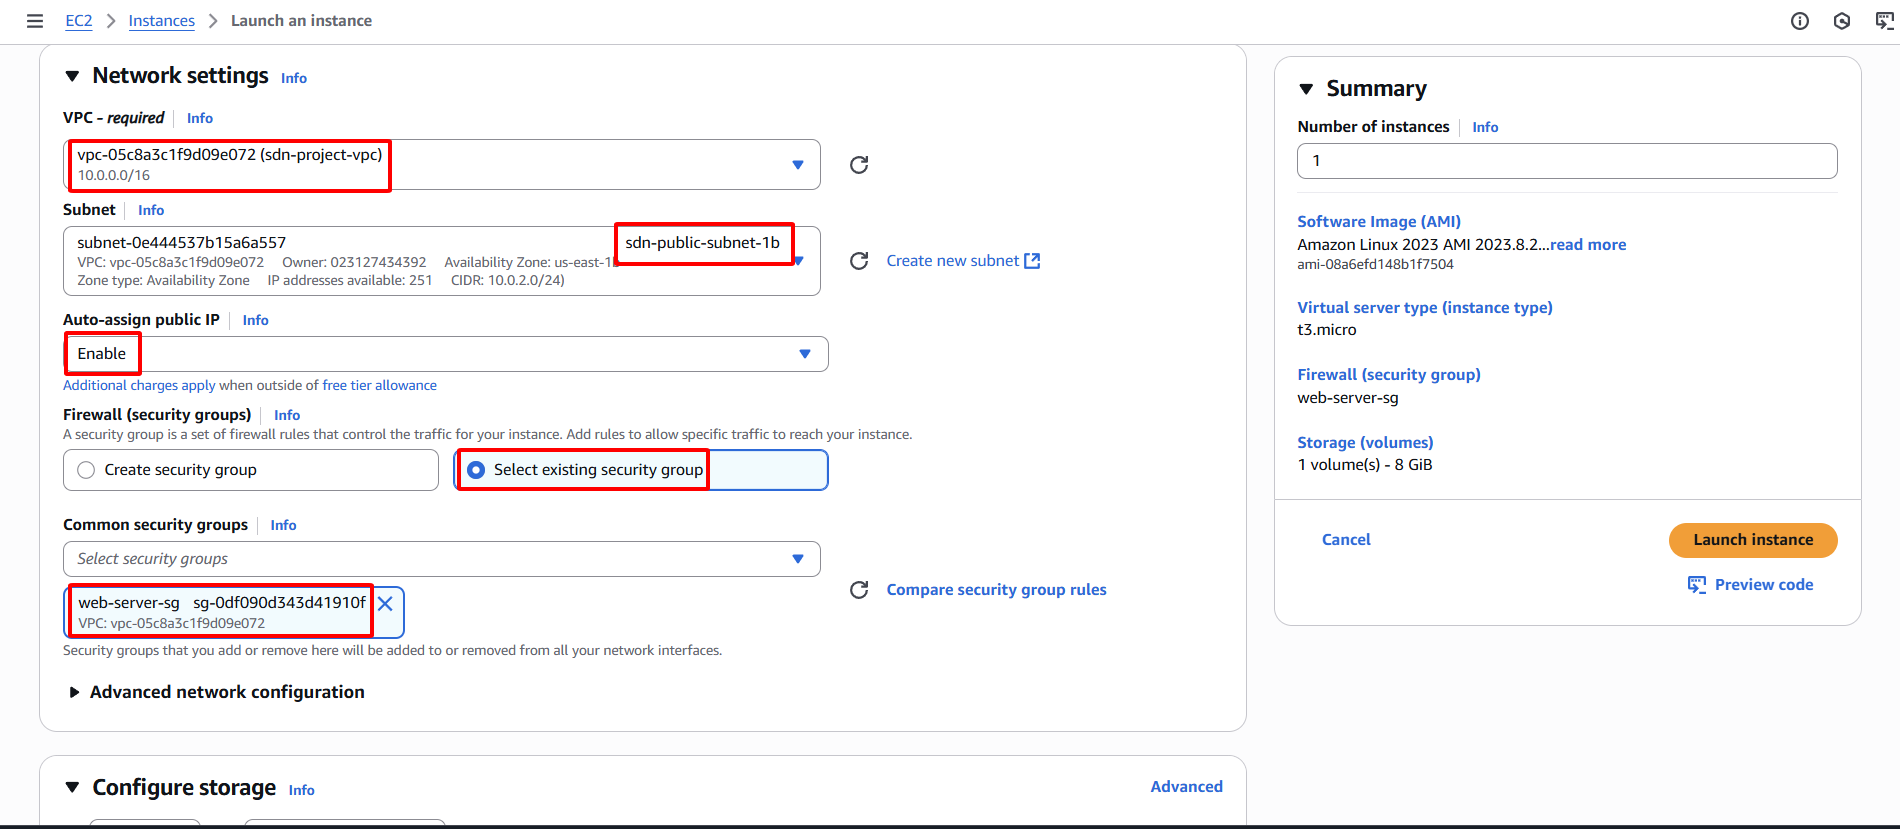 EC2 > Instances > Launch an instance
Network settings Info
VPC - required Info
vpc-05c8a3c1f9d09e072 (sdn-project-vpc)
10.0.0.0/16
Subnet Info
subnet-0e444537b15a6a557 sdn-public-subnet-1b
VPC: vpc-05c8a3c1f9d09e072 Owner: 023127434392 Availability Zone: us-east-1b
Zone type: Availability Zone IP addresses available: 251 CIDR: 10.0.2.0/24)
Create new subnet
Auto-assign public IP Info
Enable
Additional charges apply when outside of free tier allowance
Firewall (security groups) Info
A security group is a set of firewall rules that control the traffic for your instance. Add rules to allow specific traffic to reach your instance.
Create security group
Select existing security group
Common security groups Info
Select security groups
web-server-sg sg-0df090d343d41910f
VPC: vpc-05c8a3c1f9d09e072
Compare security group rules
Security groups that you add or remove here will be added to or removed from all your network interfaces.
Advanced network configuration
Configure storage Info
Advanced
Summary
Number of instances Info
1
Software Image (AMI)
Amazon Linux 2023 AMI 2023.8.2...read more
ami-08a6efd148b1f7504
Virtual server type (instance type)
t3.micro
Firewall (security group)
web-server-sg
Storage (volumes)
1 volume(s) - 8 GiB
Cancel
Launch instance
Preview code